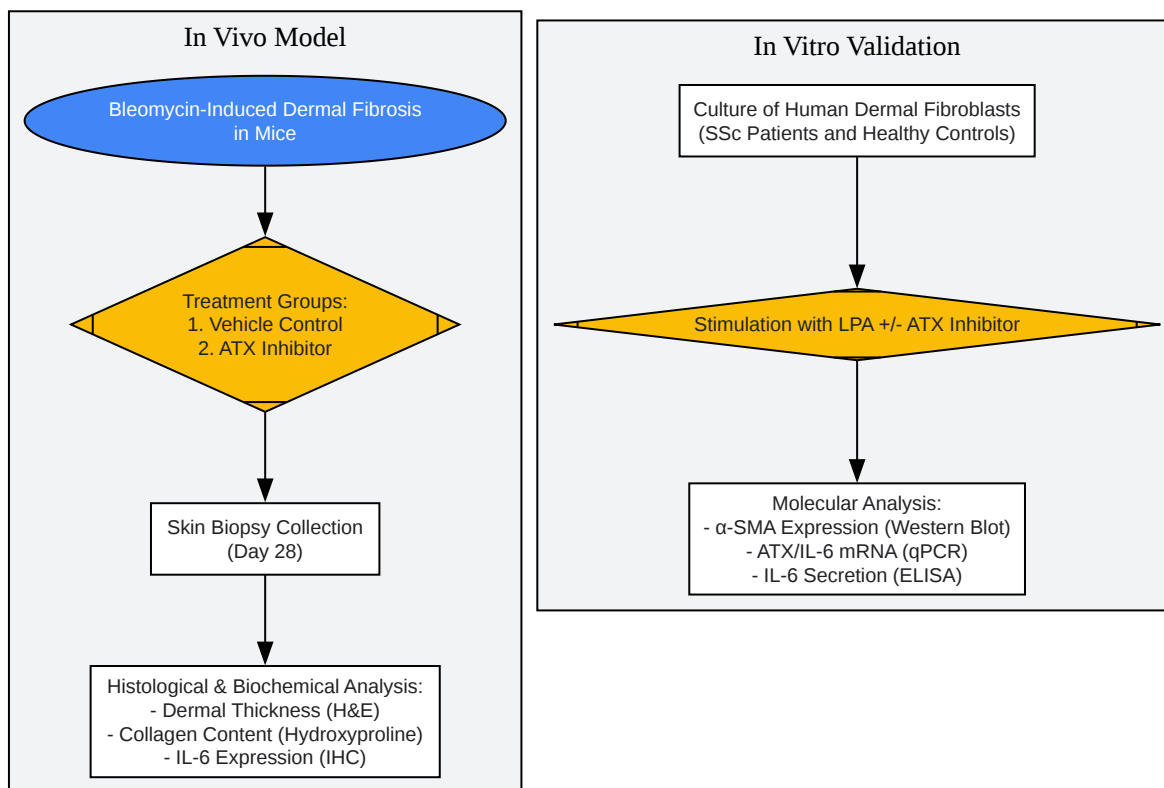 In Vivo Model
Bleomycin-Induced Dermal Fibrosis
in Mice
Treatment Groups:
1. Vehicle Control
2. ATX Inhibitor
Skin Biopsy Collection
(Day 28)
Histological & Biochemical Analysis:
- Dermal Thickness (H&E)
- Collagen Content (Hydroxyproline)
- IL-6 Expression (IHC)
In Vitro Validation
Culture of Human Dermal Fibroblasts
(SSc Patients and Healthy Controls)
Stimulation with LPA +/- ATX Inhibitor
Molecular Analysis:
- α-SMA Expression (Western Blot)
- ATX/IL-6 mRNA (qPCR)
- IL-6 Secretion (ELISA)